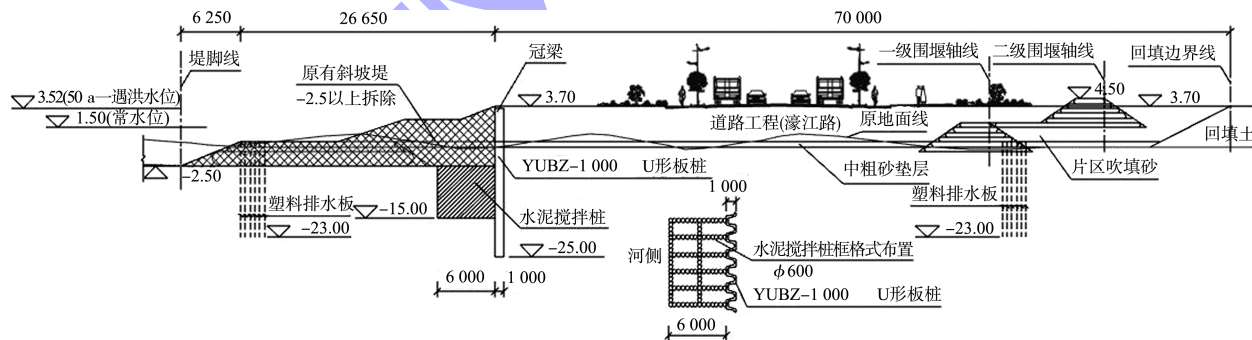 6 250
26 650
70 000
堤脚线
冠梁
一级围堰轴线
二级围堰轴线
回填边界线
原有斜坡堤
-2.5以上拆除
3.52(50 a一遇洪水位)
3.70
4.50
3.70
1.50(常水位)
道路工程(濠江路)
原地面线
回填土
-2.50
YUBZ-1 000 U形板桩
中粗砂垫层
片区吹填砂
塑料排水板
-15.00
水泥搅拌桩
1 000
塑料排水板
-23.00
-25.00
河侧
水泥搅拌桩框格式布置
ϕ600
-23.00
6 000
1 000
YUBZ-1 000 U形板桩
6 000